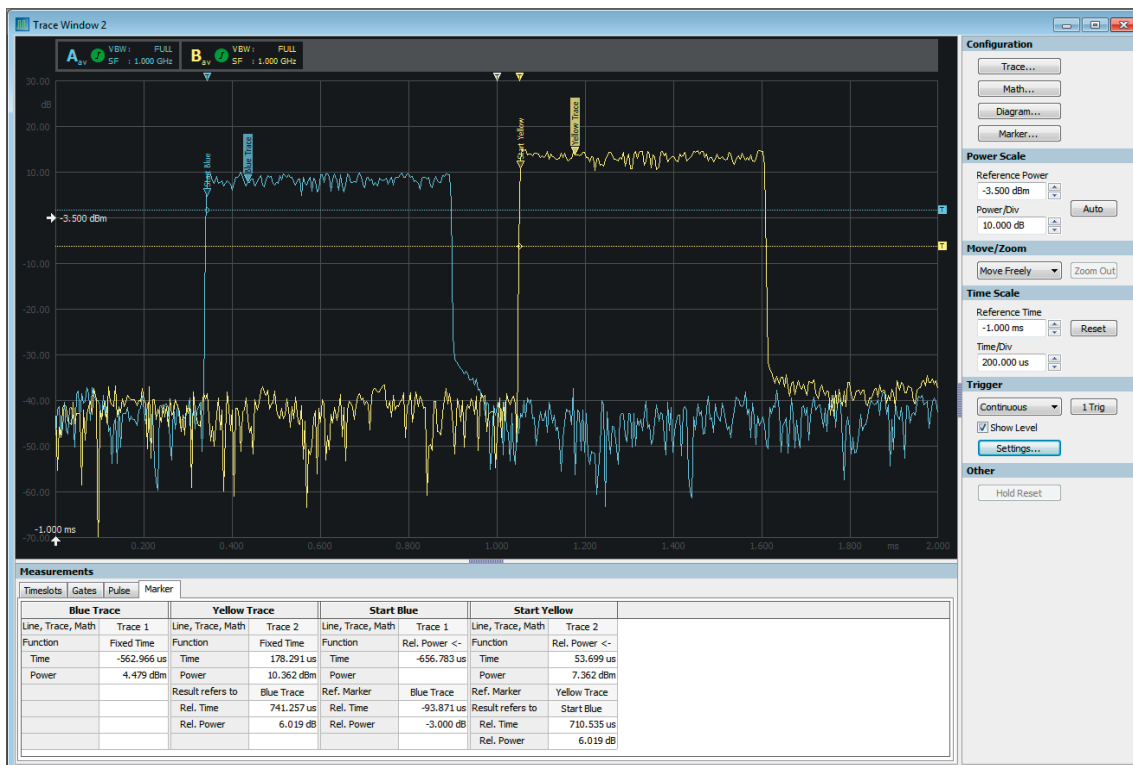 Trace Window 2
A av VBW : FULL
SF : 1.000 GHz
B av VBW : FULL
SF : 1.000 GHz
30.00
dB
20.00
10.00
-3.500 dBm
-10.00
-20.00
-30.00
-40.00
-50.00
-60.00
-70.00
-1.000 ms
0.200 0.400 0.600 0.800 1.000 1.200 1.400 1.600 1.800 ms 2.000
Start Blue
Blue Trace
Start Yellow
Yellow Trace
T
T
Configuration
Trace...
Math...
Diagram...
Marker...
Power Scale
Reference Power
-3.500 dBm
Power/Div
10.000 dB
Auto
Move/Zoom
Move Freely
Zoom Out
Time Scale
Reference Time
-1.000 ms
Reset
Time/Div
200.000 us
Trigger
Continuous
1 Trig
Show Level
Settings...
Other
Hold Reset
Measurements
Timeslots Gates Pulse Marker
Blue Trace Yellow Trace Start Blue Start Yellow
Line, Trace, Math Trace 1 Line, Trace, Math Trace 2 Line, Trace, Math Trace 1 Line, Trace, Math Trace 2
Function Fixed Time Function Fixed Time Function Rel. Power <- Function Rel. Power <-
Time -562.966 us Time 178.291 us Time -656.783 us Time 53.699 us
Power 4.479 dBm Power 10.362 dBm Power Power 7.362 dBm
Result refers to Blue Trace Ref. Marker Blue Trace Ref. Marker Yellow Trace
Rel. Time 741.257 us Rel. Time -93.871 us Result refers to Start Blue
Rel. Power 6.019 dB Rel. Power -3.000 dB Rel. Time 710.535 us
Rel. Power 6.019 dB